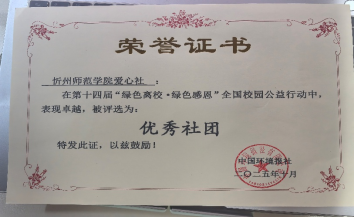 荣誉证书
忻州师范学院爱心社：
在第十四届“绿色离校·绿色感恩”全国校园公益行动中，
表现卓越，被评选为：
优秀社团
特发此证，以兹鼓励！
中国环境报社
二〇二五年十月